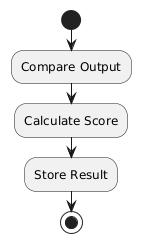 Compare Output
Calculate Score
Store Result